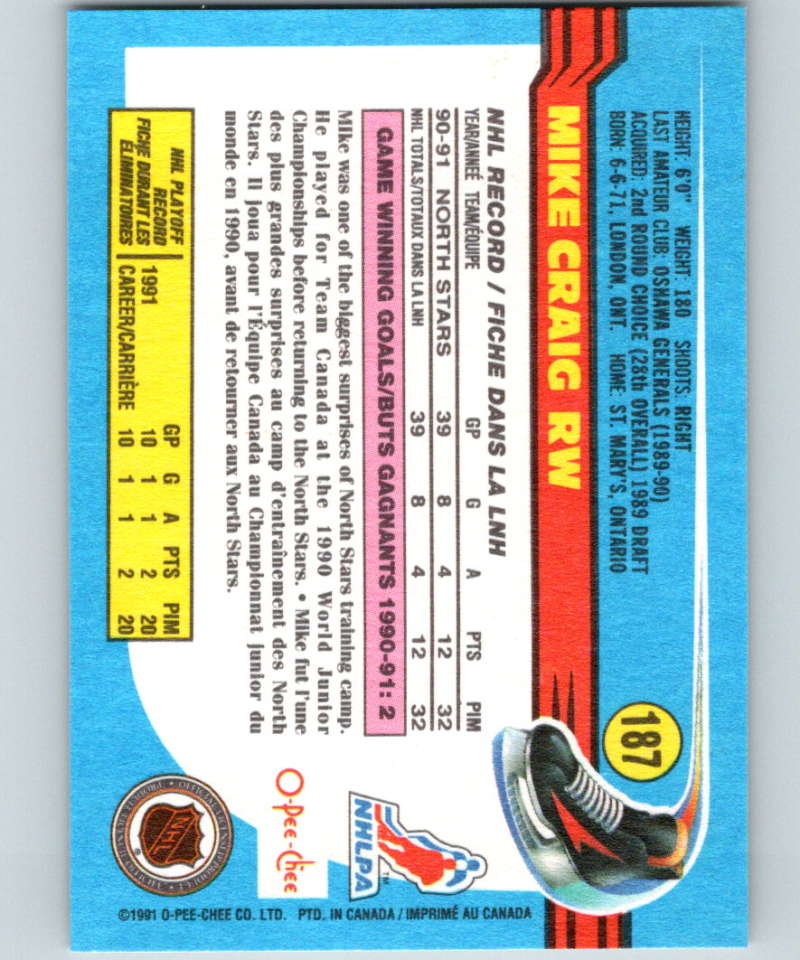 187
HEIGHT: 6'0" WEIGHT: 180 SHOOTS: RIGHT
LAST AMATEUR CLUB: OSHAWA GENERALS (1989-90)
ACQUIRED: 2nd ROUND CHOICE (28th OVERALL) 1989 DRAFT
BORN: 6-6-71, LONDON, ONT. HOME: ST. MARY'S, ONTARIO
MIKE CRAIG RW
NHL RECORD / FICHE DANS LA LNH
YEAR/ANNÉE TEAM/ÉQUIPE GP G A PTS PIM
90-91 NORTH STARS 39 8 4 12 32
NHL TOTALS/TOTAUX DANS LA LNH 39 8 4 12 32
GAME WINNING GOALS/BUTS GAGNANTS 1990-91: 2
Mike was one of the biggest surprises of North Stars training camp.
He played for Team Canada at the 1990 World Junior
Championships before returning to the North Stars. • Mike fut l'une
des plus grandes surprises au camp d'entraînement des North
Stars. Il joua pour l'Équipe Canada au Championnat junior du
monde en 1990, avant de retourner aux North Stars.
NHL PLAYOFF
RECORD
FICHE DURANT LES
ÉLIMINATOIRES
GP G A PTS PIM
1991 10 1 1 2 20
CAREER/CARRIÈRE 10 1 1 2 20
NHLPA
TM
O-Pee-Chee
NHL
©1991 O-PEE-CHEE CO. LTD. PTD. IN CANADA / IMPRIMÉ AU CANADA